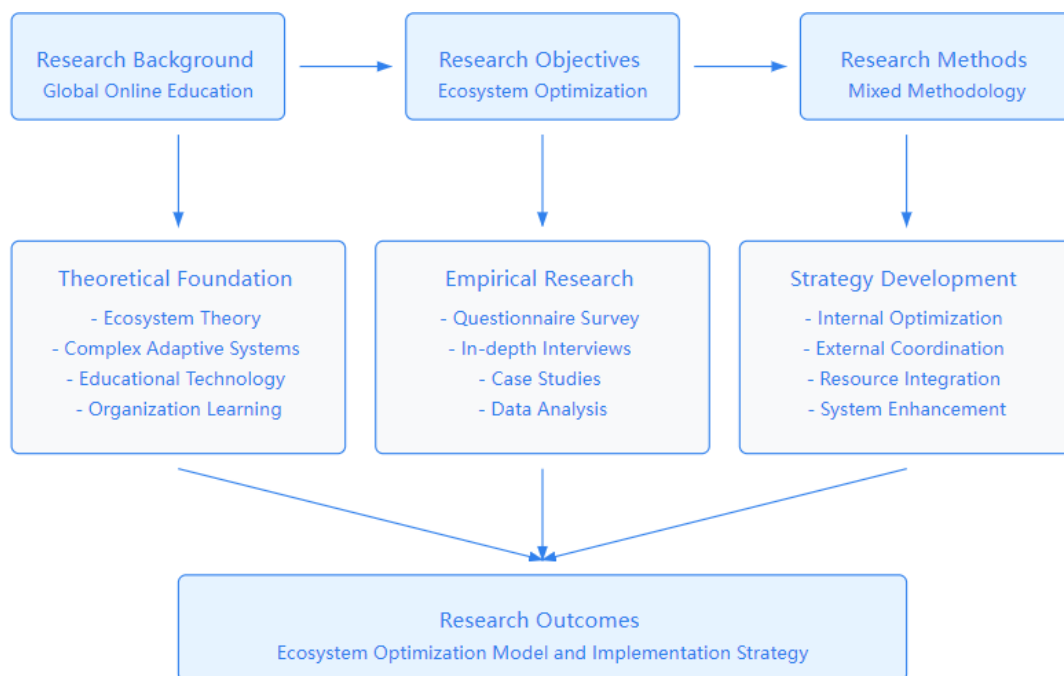 Research Background
Global Online Education
Research Objectives
Ecosystem Optimization
Research Methods
Mixed Methodology
Theoretical Foundation
- Ecosystem Theory
- Complex Adaptive Systems
- Educational Technology
- Organization Learning
Empirical Research
- Questionnaire Survey
- In-depth Interviews
- Case Studies
- Data Analysis
Strategy Development
- Internal Optimization
- External Coordination
- Resource Integration
- System Enhancement
Research Outcomes
Ecosystem Optimization Model and Implementation Strategy